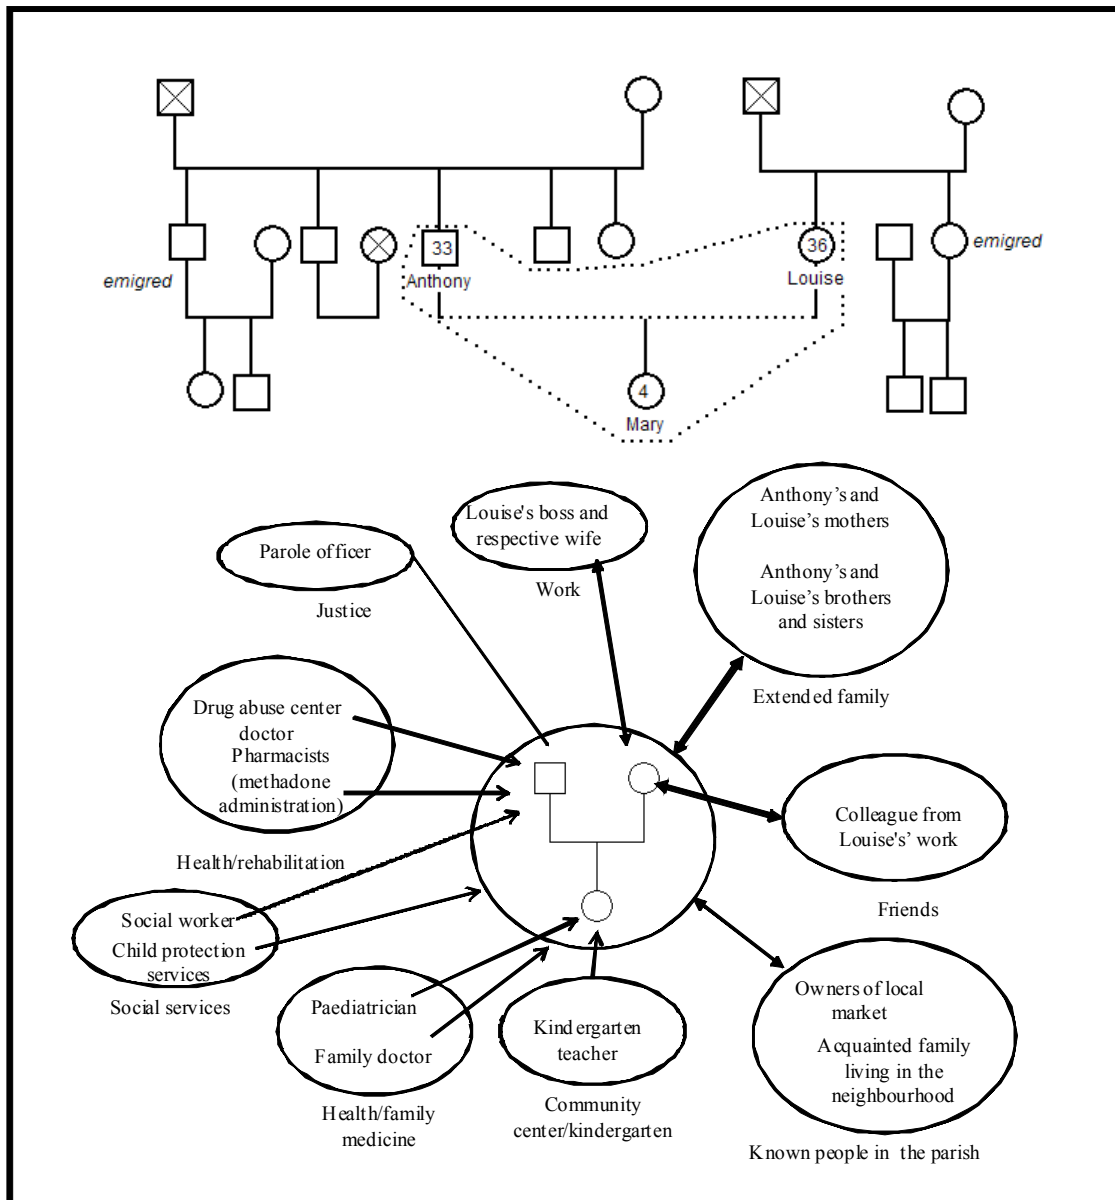 33
36
emigred
Anthony
Louise
emigred
4
Mary
Parole officer
Justice
Louise's boss and
respective wife
Work
Anthony's and
Louise's mothers
Anthony's and
Louise's brothers
and sisters
Extended family
Drug abuse center
doctor
Pharmacists
(methadone
administration)
Health/rehabilitation
Colleague from
Louise's' work
Friends
Social worker
Child protection
services
Social services
Paediatrician
Family doctor
Health/family
medicine
Kindergarten
teacher
Community
center/kindergarten
Owners of local
market
Acquainted family
living in the
neighbourhood
Known people in the parish